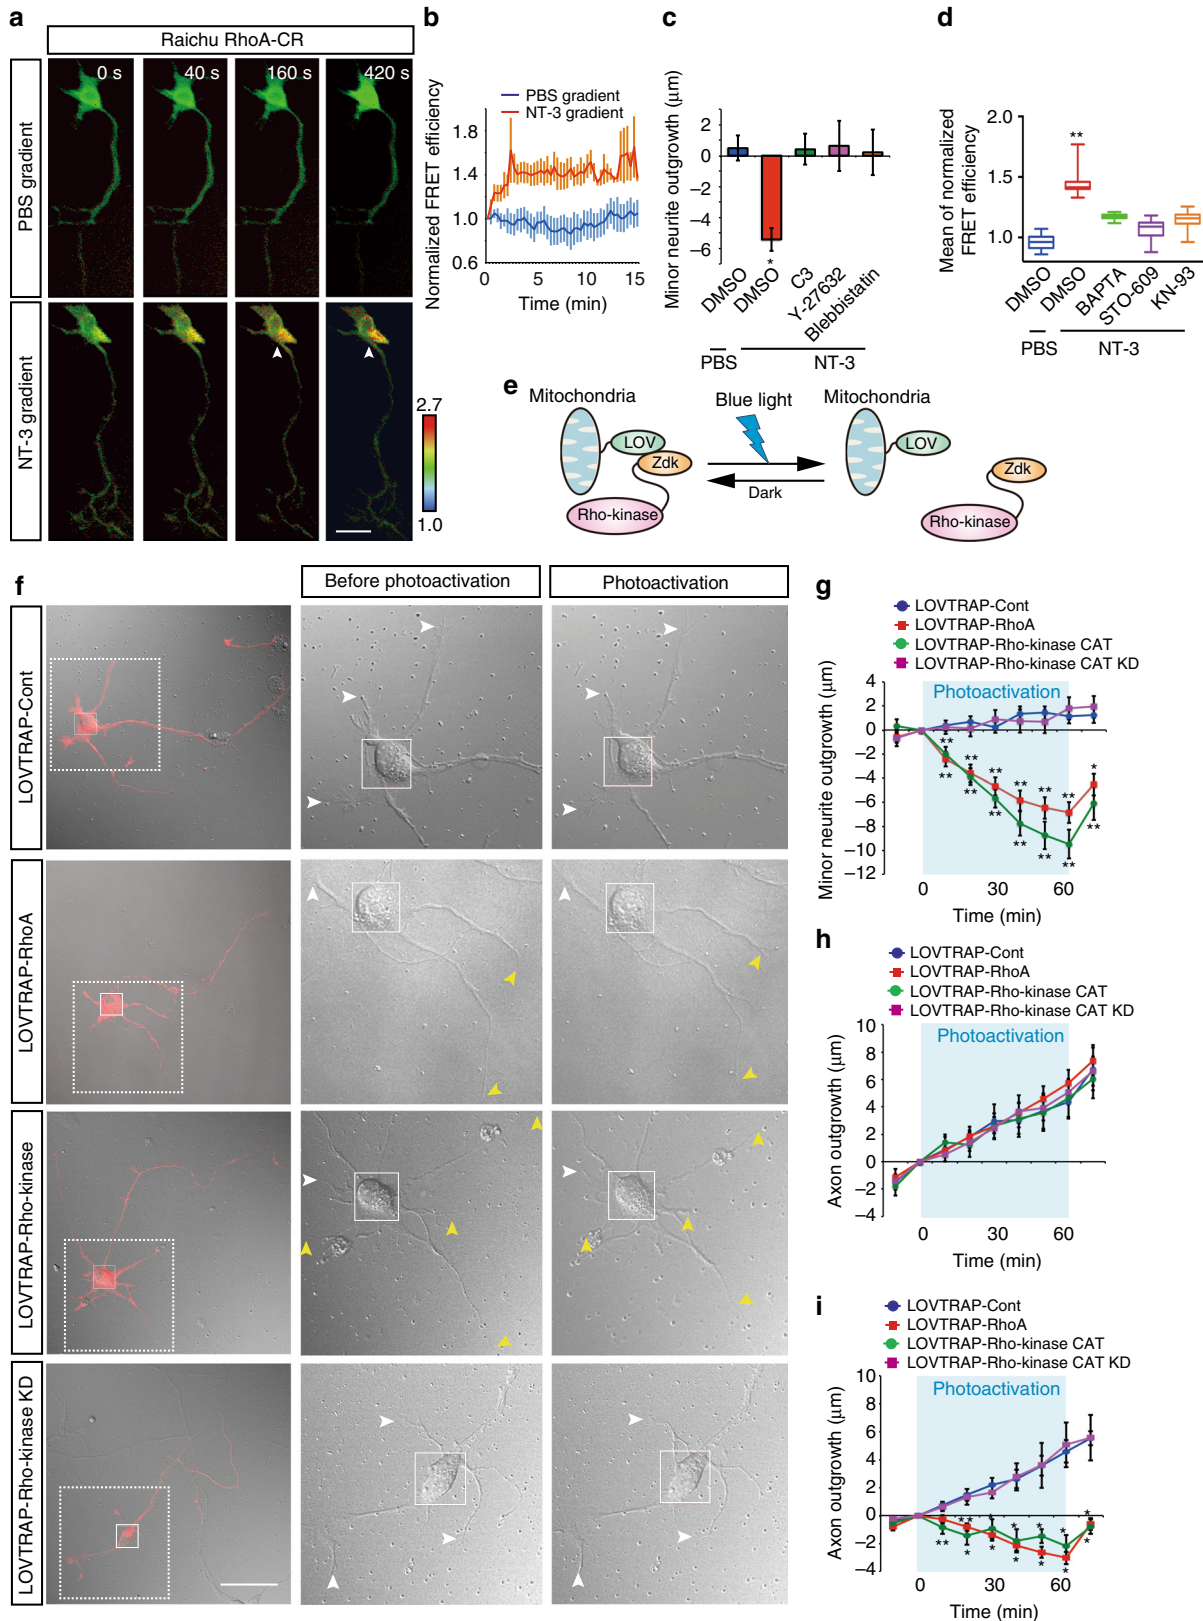 a
Raichu RhoA-CR
PBS gradient
0 s
40 s
160 s
420 s
NT-3 gradient
2.7
1.0
b
Normalized FRET efficiency
PBS gradient
NT-3 gradient
1.8
1.4
1.0
0.6
0
5
10
15
Time (min)
c
Minor neurite outgrowth (μm)
2
0
−2
−4
−6
*
DMSO
DMSO
C3
Y-27632
Blebbistatin
PBS
NT-3
d
Mean of normalized
FRET efficiency
2.0
1.5
1.0
**
DMSO
DMSO
BAPTA
STO-609
KN-93
PBS
NT-3
e
Mitochondria
LOV
Zdk
Rho-kinase
Blue light
Dark
Mitochondria
LOV
Zdk
Rho-kinase
f
Before photoactivation
Photoactivation
LOVTRAP-Cont
LOVTRAP-RhoA
LOVTRAP-Rho-kinase
LOVTRAP-Rho-kinase KD
g
LOVTRAP-Cont
LOVTRAP-RhoA
LOVTRAP-Rho-kinase CAT
LOVTRAP-Rho-kinase CAT KD
Minor neurite outgrowth (μm)
Photoactivation
4
2
0
−2
−4
−6
−8
−10
−12
** ** ** ** ** ** *
** ** ** ** ** ** **
0
30
60
Time (min)
h
LOVTRAP-Cont
LOVTRAP-RhoA
LOVTRAP-Rho-kinase CAT
LOVTRAP-Rho-kinase CAT KD
Axon outgrowth (μm)
Photoactivation
10
8
6
4
2
0
−2
−4
0
30
60
Time (min)
i
LOVTRAP-Cont
LOVTRAP-RhoA
LOVTRAP-Rho-kinase CAT
LOVTRAP-Rho-kinase CAT KD
Axon outgrowth (μm)
Photoactivation
10
8
6
4
2
0
−2
−4
** * * * * *
** * * * * * *
0
30
60
Time (min)